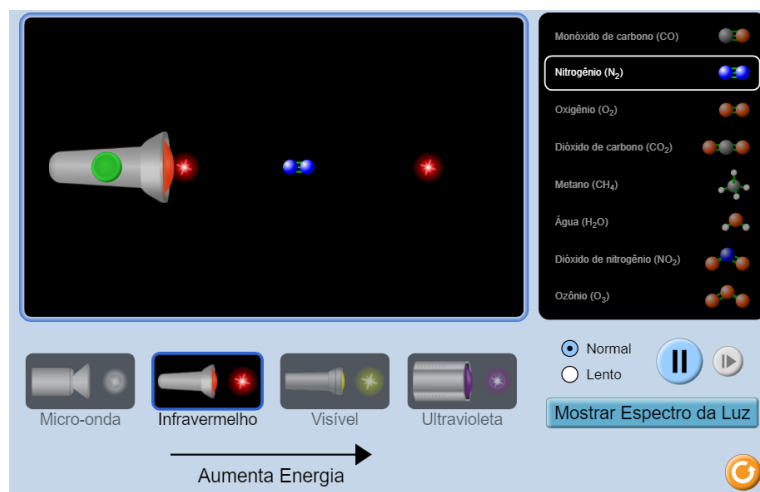 Monóxido de carbono (CO)
Nitrogênio (N₂)
Oxigênio (O₂)
Dióxido de carbono (CO₂)
Metano (CH₄)
Água (H₂O)
Dióxido de nitrogênio (NO₂)
Ozônio (O₃)
Micro-onda
Infravermelho
Visível
Ultravioleta
Aumenta Energia
Normal
Lento
Mostrar Espectro da Luz